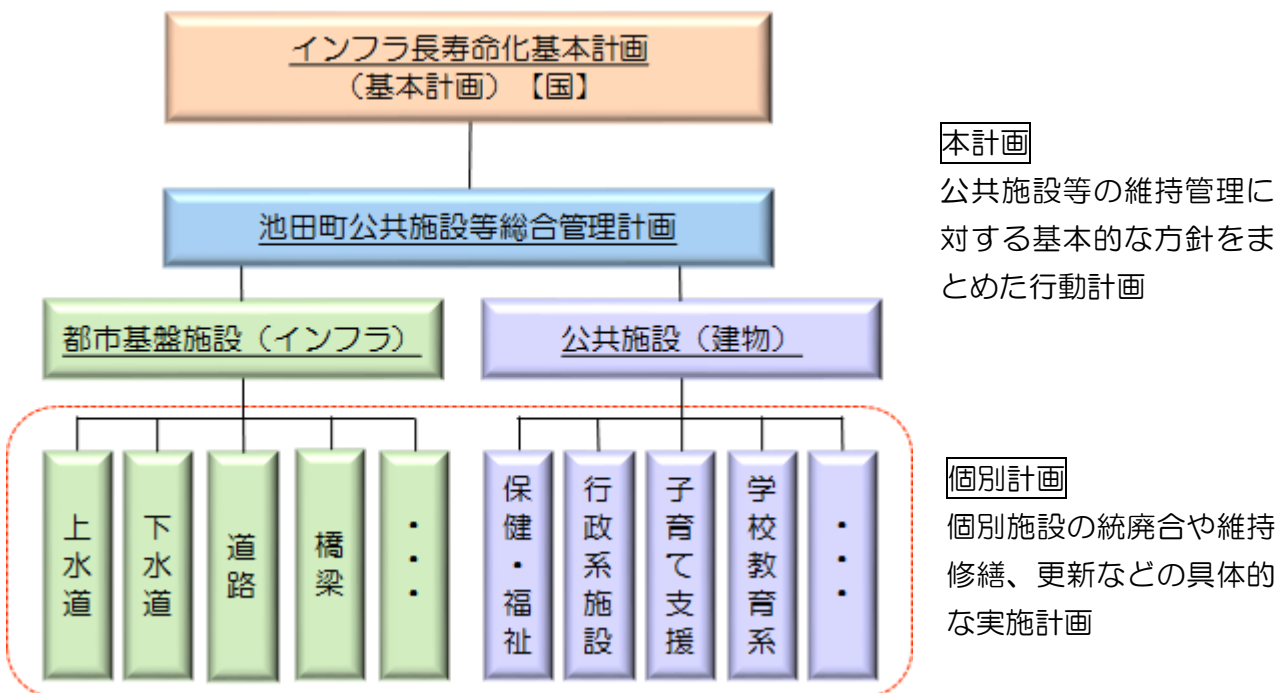 インフラ長寿命化基本計画
（基本計画）【国】
本計画
公共施設等の維持管理に
対する基本的な方針をま
とめた行動計画
池田町公共施設等総合管理計画
都市基盤施設（インフラ）
公共施設（建物）
上水道
下水道
道路
橋梁
・・・
保健・福祉
行政系施設
子育て支援
学校教育系
・・・
個別計画
個別施設の統廃合や維持
修繕、更新などの具体的
な実施計画